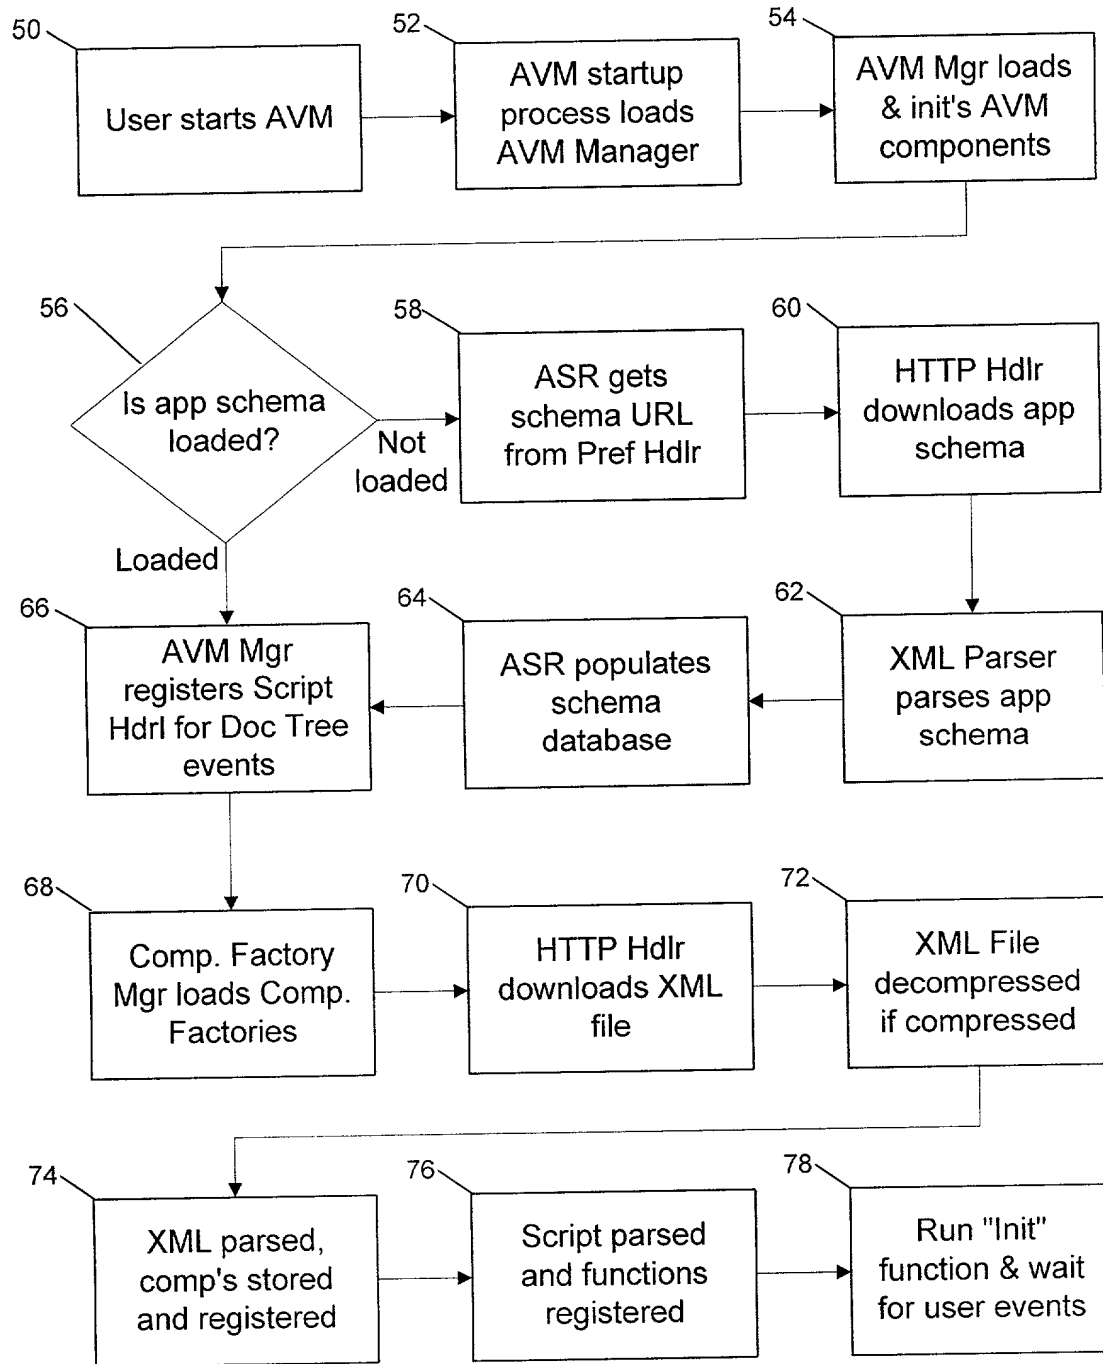 50
User starts AVM
52
AVM startup
process loads
AVM Manager
54
AVM Mgr loads
& init's AVM
components
56
Is app schema
loaded?
Not
loaded
Loaded
58
ASR gets
schema URL
from Pref Hdlr
60
HTTP Hdlr
downloads app
schema
62
XML Parser
parses app
schema
64
ASR populates
schema
database
66
AVM Mgr
registers Script
Hdrl for Doc Tree
events
68
Comp. Factory
Mgr loads Comp.
Factories
70
HTTP Hdlr
downloads XML
file
72
XML File
decompressed
if compressed
74
XML parsed,
comp's stored
and registered
76
Script parsed
and functions
registered
78
Run "Init"
function & wait
for user events